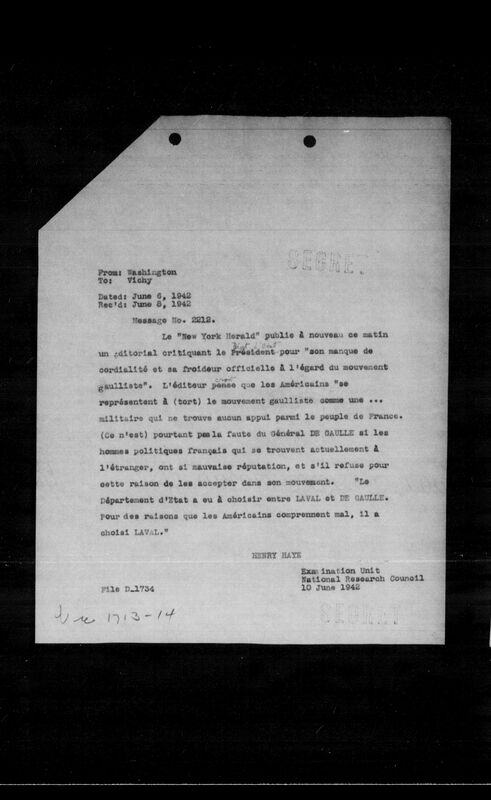 SECRET
From: Washington
To: Vichy
Dated: June 6, 1942
Rec'd: June 8, 1942
Message No. 2212.
Le "New York Herald" publie à nouveau ce matin
un editorial critiquant le Président pour "son manque de
cordialité et sa froideur officielle à l'égard du mouvement
gaulliste". L'éditeur pense que les Américains "se
représentent à (tort) le mouvement gaulliste comme une ...
militaire qui ne trouve aucun appui parmi le peuple de France.
(Ce n'est) pourtant pas la faute du Général DE GAULLE si les
hommes politiques français qui se trouvent actuellement à
l'étranger, ont si mauvaise réputation, et s'il refuse pour
cette raison de les accepter dans son mouvement. "Le
Département d'Etat a eu à choisir entre LAVAL et DE GAULLE.
Pour des raisons que les Américains comprennent mal, il a
choisi LAVAL."
HENRY HAYE
Examination Unit
National Research Council
10 June 1942
File D-1734
1713-14
SECRET